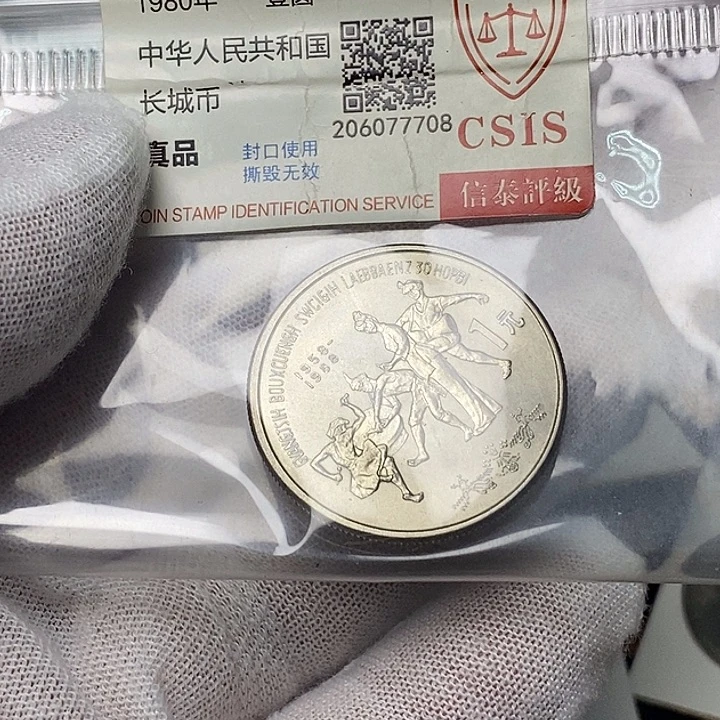 1980年 壹圆
中华人民共和国
长城币
206077708
CSIS
真品
封口使用
撕毁无效
信泰評級
OIN STAMP IDENTIFICATION SERVICE
GVANGJSIH BOUXCUENGH SWCIGIH LAEBBAENZ 30 HOPBI
1958-
1988
1元